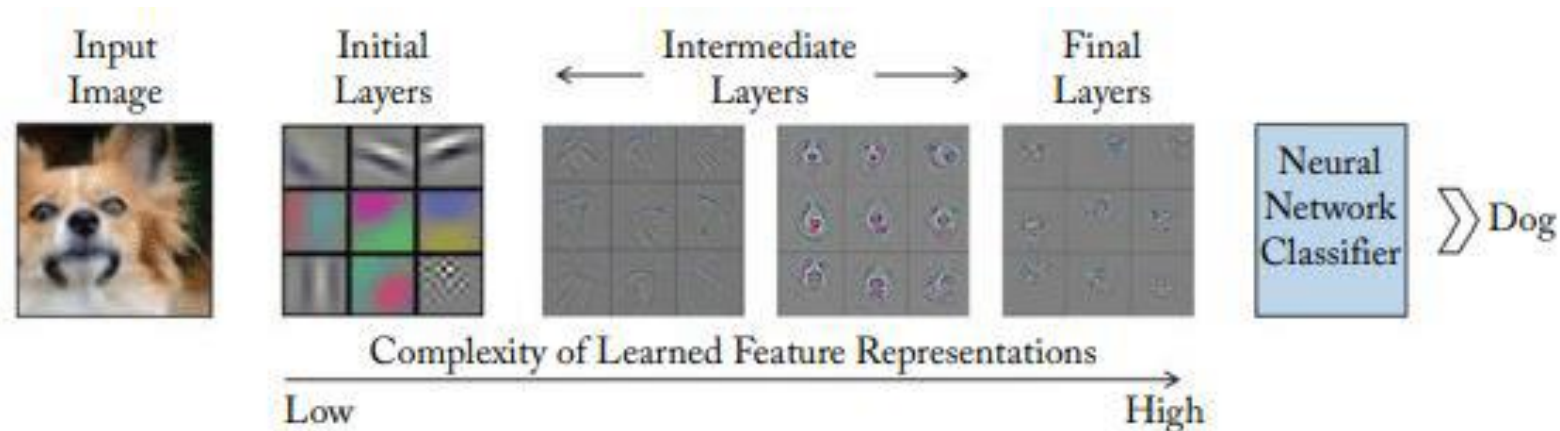 Input
Image
Initial
Layers
Intermediate
Layers
Final
Layers
Neural
Network
Classifier
Dog
Complexity of Learned Feature Representations
Low
High